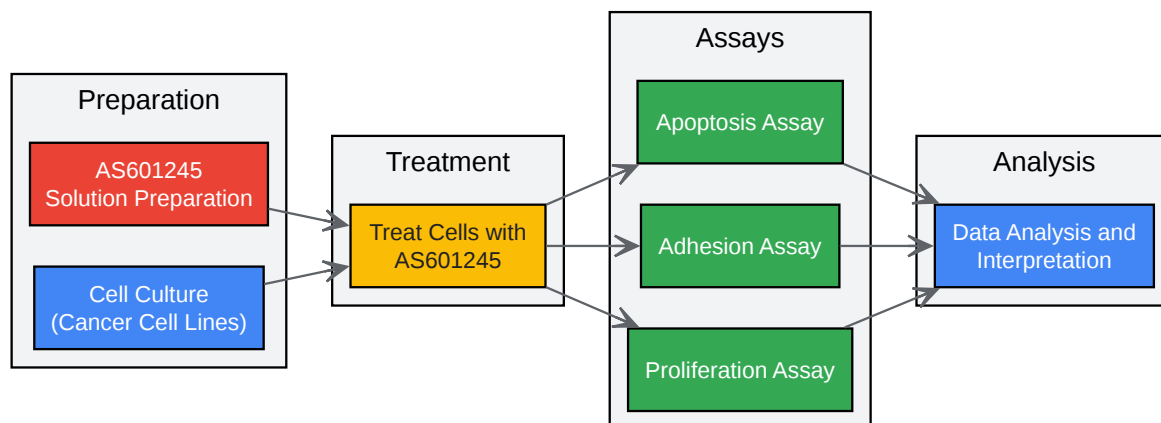 Preparation
AS601245
Solution Preparation
Cell Culture
(Cancer Cell Lines)
Treatment
Treat Cells with
AS601245
Assays
Apoptosis Assay
Adhesion Assay
Proliferation Assay
Analysis
Data Analysis and
Interpretation